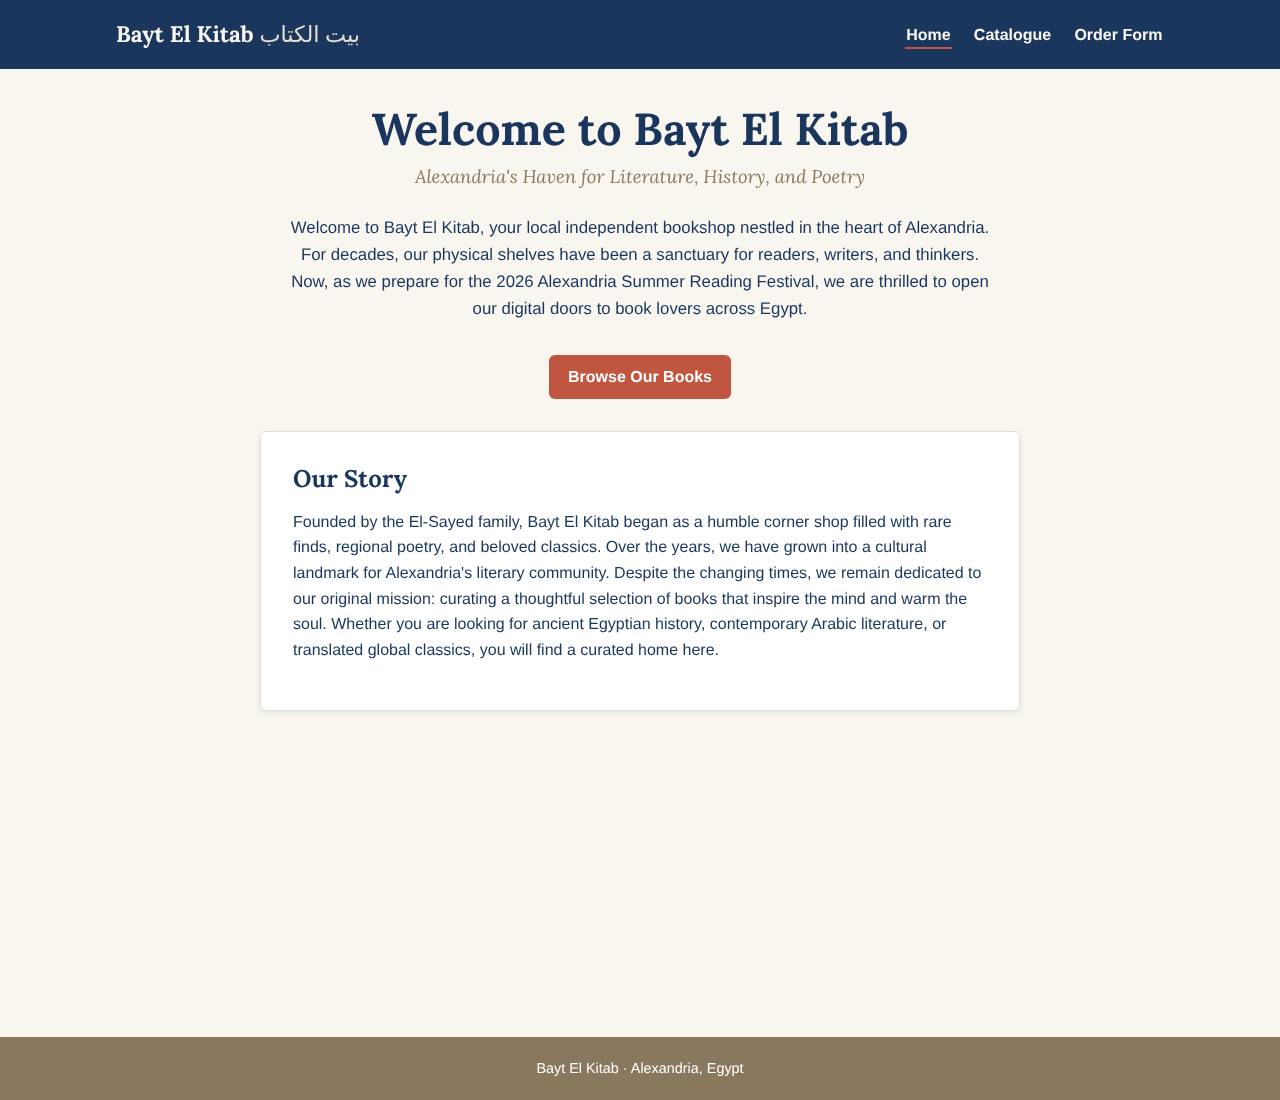 Bayt El Kitab بيت الكتاب
Home Catalogue Order Form
Welcome to Bayt El Kitab
Alexandria's Haven for Literature, History, and Poetry
Welcome to Bayt El Kitab, your local independent bookshop nestled in the heart of Alexandria.
For decades, our physical shelves have been a sanctuary for readers, writers, and thinkers.
Now, as we prepare for the 2026 Alexandria Summer Reading Festival, we are thrilled to open
our digital doors to book lovers across Egypt.
Browse Our Books
Our Story
Founded by the El-Sayed family, Bayt El Kitab began as a humble corner shop filled with rare
finds, regional poetry, and beloved classics. Over the years, we have grown into a cultural
landmark for Alexandria's literary community. Despite the changing times, we remain dedicated to
our original mission: curating a thoughtful selection of books that inspire the mind and warm the
soul. Whether you are looking for ancient Egyptian history, contemporary Arabic literature, or
translated global classics, you will find a curated home here.
Bayt El Kitab · Alexandria, Egypt